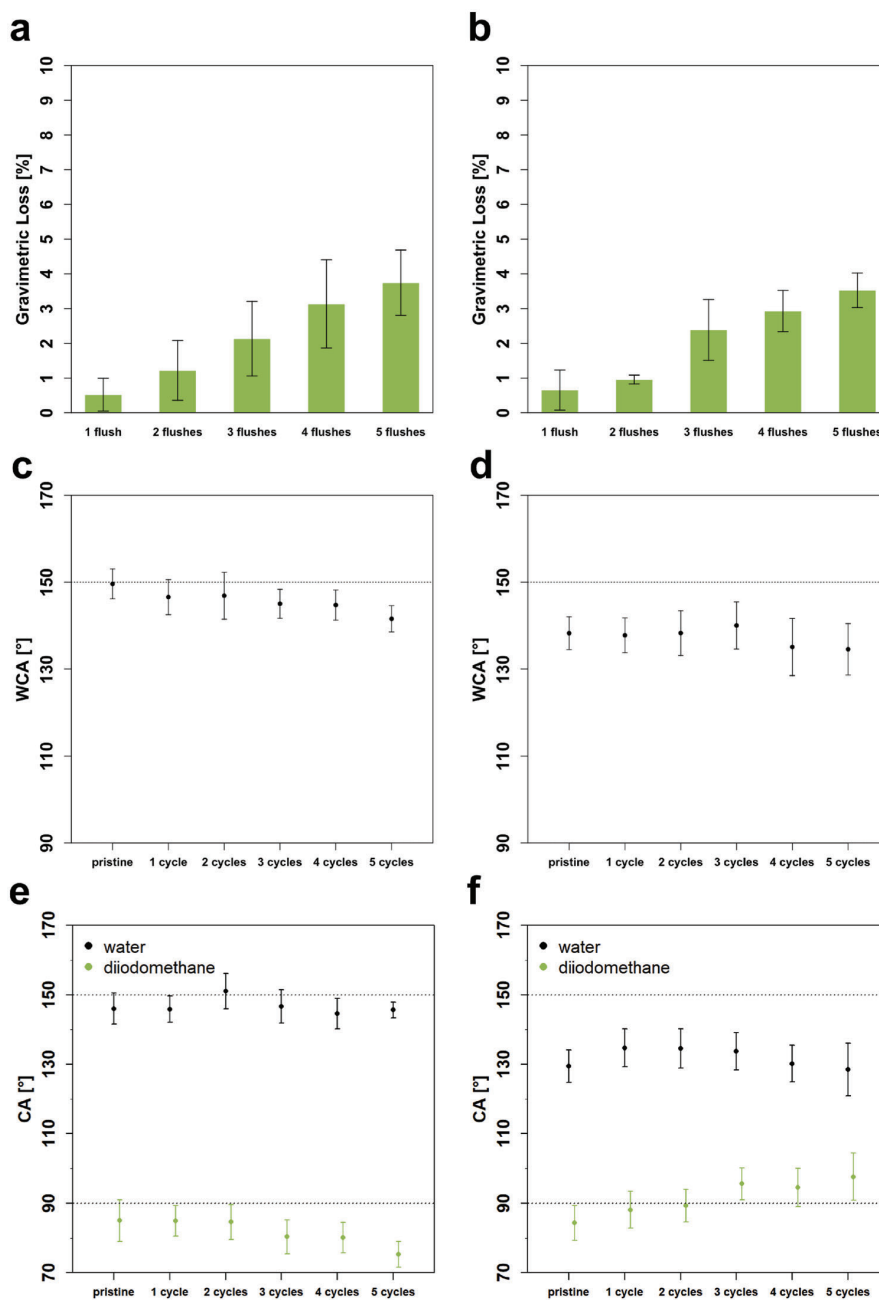 a
Gravimetric Loss [%]
10
9
8
7
6
5
4
3
2
1
0
1 flush 2 flushes 3 flushes 4 flushes 5 flushes
b
Gravimetric Loss [%]
10
9
8
7
6
5
4
3
2
1
0
1 flush 2 flushes 3 flushes 4 flushes 5 flushes
c
WCA [°]
170
150
130
110
90
pristine 1 cycle 2 cycles 3 cycles 4 cycles 5 cycles
d
WCA [°]
170
150
130
110
90
pristine 1 cycle 2 cycles 3 cycles 4 cycles 5 cycles
e
CA [°]
170
150
130
110
90
70
water
diiodomethane
pristine 1 cycle 2 cycles 3 cycles 4 cycles 5 cycles
f
CA [°]
170
150
130
110
90
70
water
diiodomethane
pristine 1 cycle 2 cycles 3 cycles 4 cycles 5 cycles